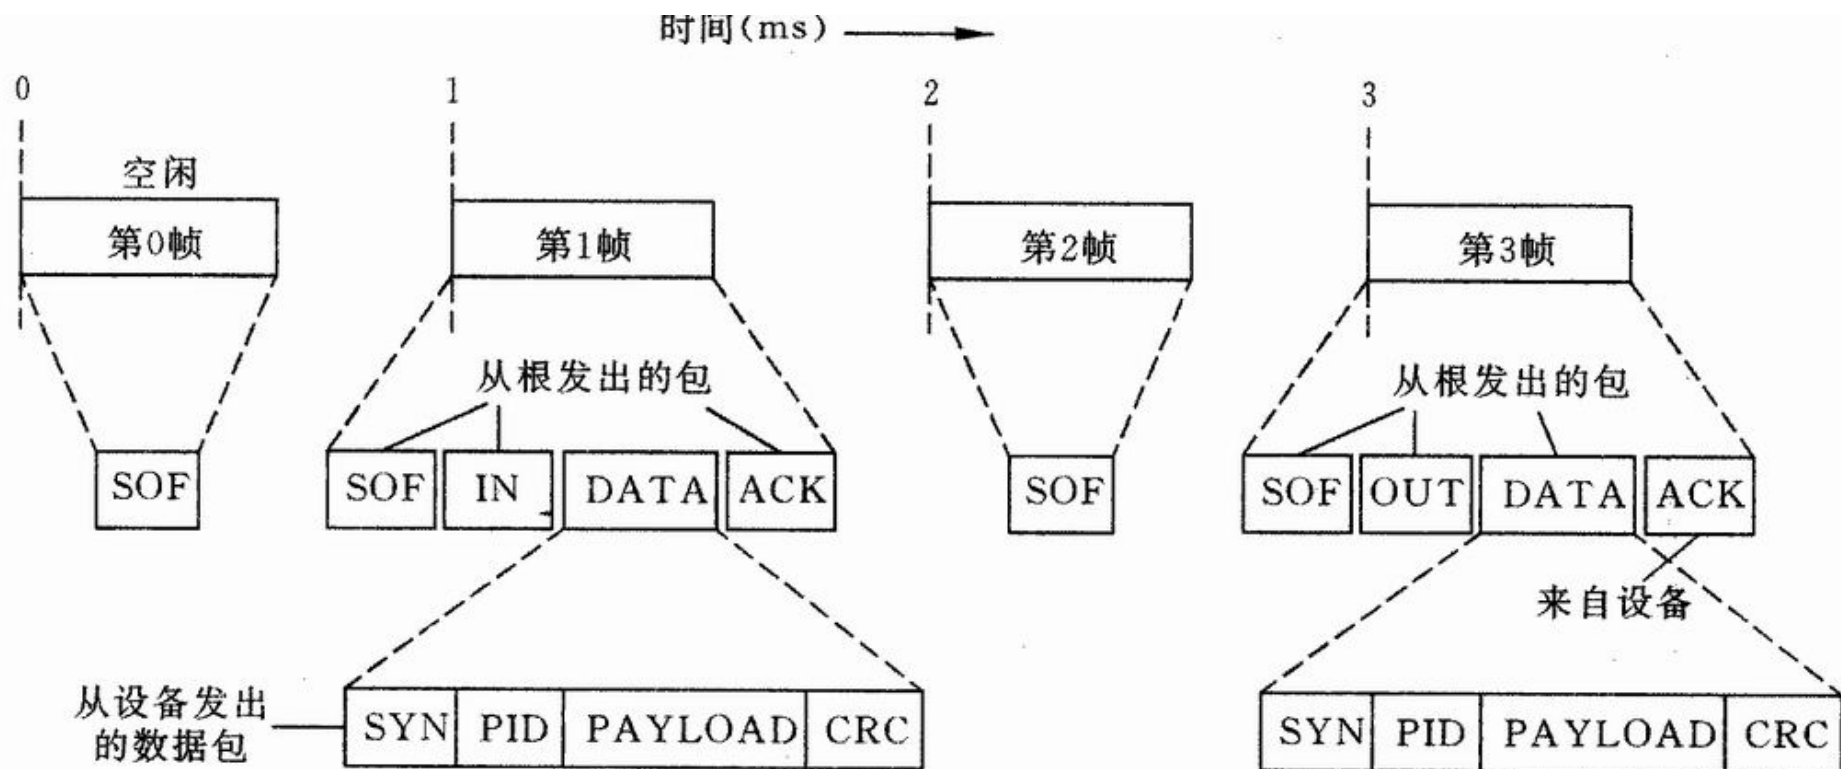 时间(ms)
0 1 2 3
空闲
第0帧 第1帧 第2帧 第3帧
从根发出的包 从根发出的包
SOF SOF IN DATA ACK SOF SOF OUT DATA ACK
来自设备
从设备发出
的数据包
SYN PID PAYLOAD CRC SYN PID PAYLOAD CRC